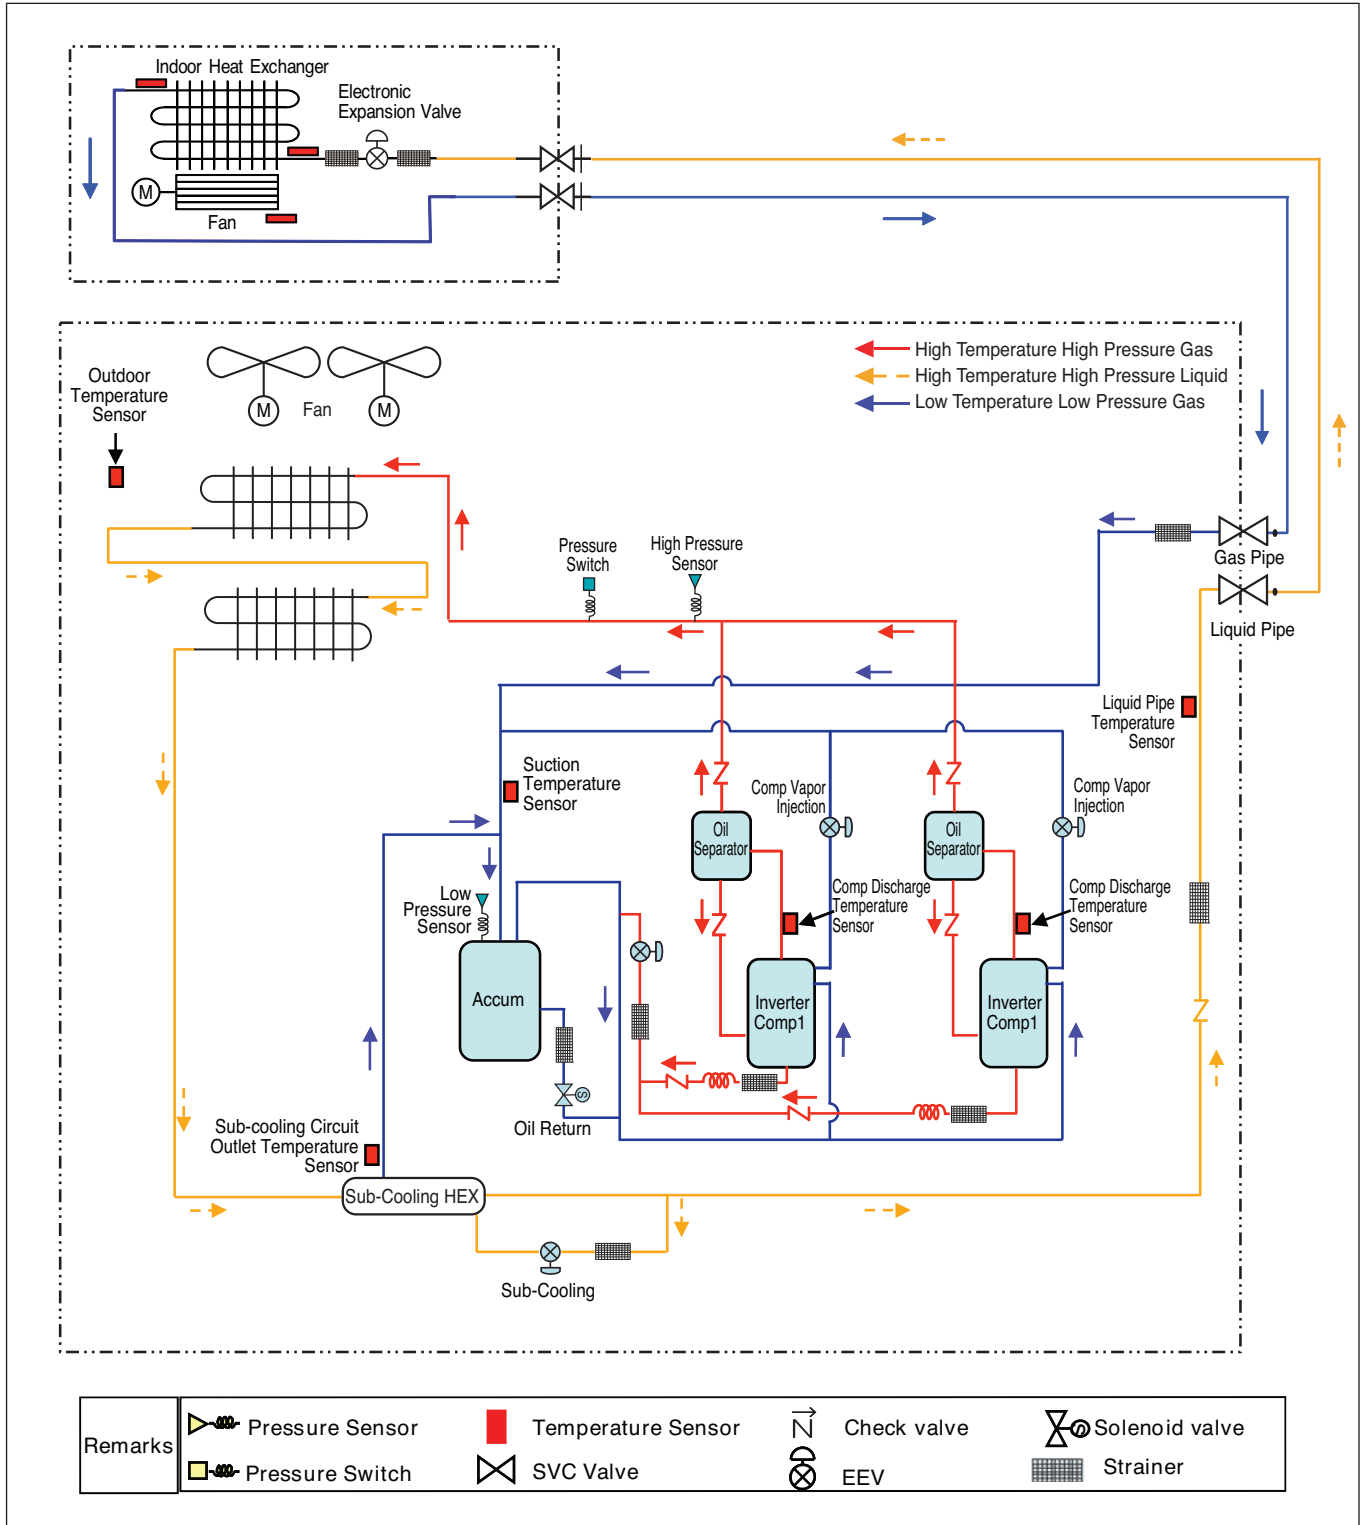 Indoor Heat Exchanger
Electronic
Expansion Valve
M
Fan
High Temperature High Pressure Gas
High Temperature High Pressure Liquid
Low Temperature Low Pressure Gas
Outdoor
Temperature
Sensor
M
Fan
M
Pressure
Switch
High Pressure
Sensor
Gas Pipe
Liquid Pipe
Liquid Pipe
Temperature
Sensor
Suction
Temperature
Sensor
Comp Vapor
Injection
Comp Vapor
Injection
Oil
Separator
Oil
Separator
Low
Pressure
Sensor
Comp Discharge
Temperature
Sensor
Comp Discharge
Temperature
Sensor
Accum
Inverter
Comp1
Inverter
Comp1
S
Oil Return
Sub-cooling Circuit
Outlet Temperature
Sensor
Sub-Cooling HEX
Sub-Cooling
Remarks
Pressure Sensor
Temperature Sensor
Check valve
S
Solenoid valve
Pressure Switch
SVC Valve
EEV
Strainer